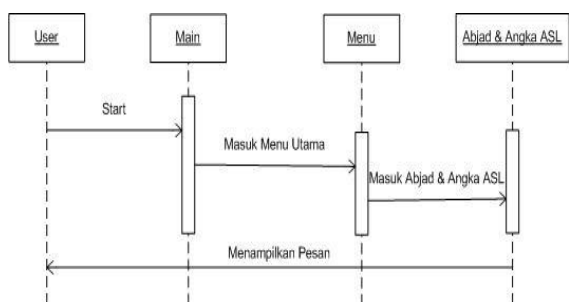 User
Main
Menu
Abjad & Angka ASL
Start
Masuk Menu Utama
Masuk Abjad & Angka ASL
Menampilkan Pesan